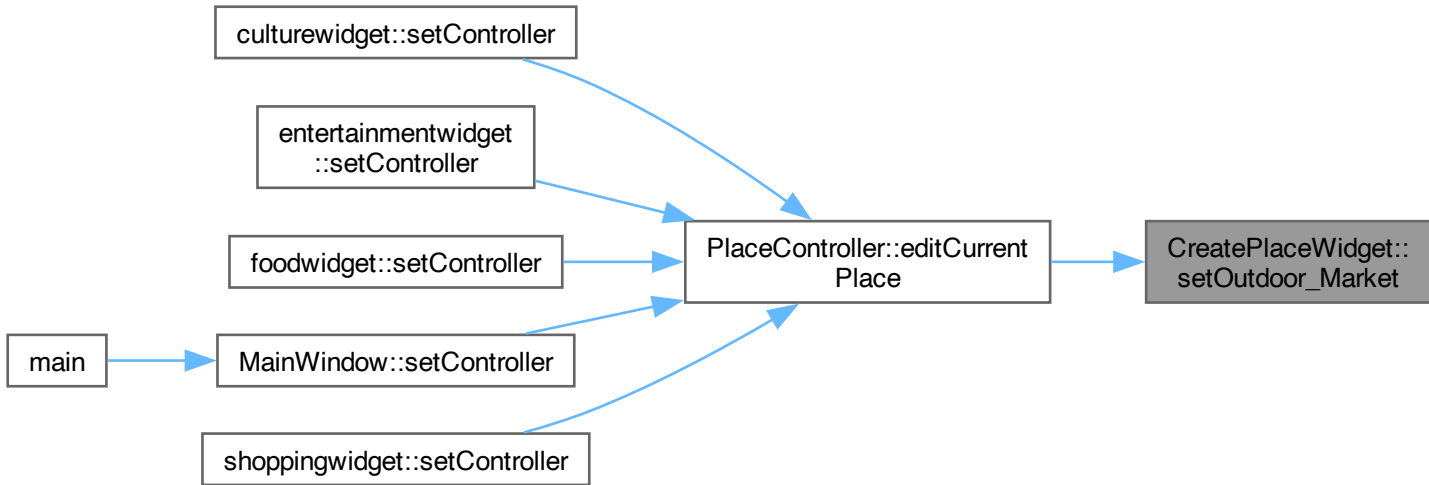 culturewidget::setController
entertainmentwidget
::setController
foodwidget::setController
main
MainWindow::setController
shoppingwidget::setController
PlaceController::editCurrent
Place
CreatePlaceWidget::
setOutdoor_Market